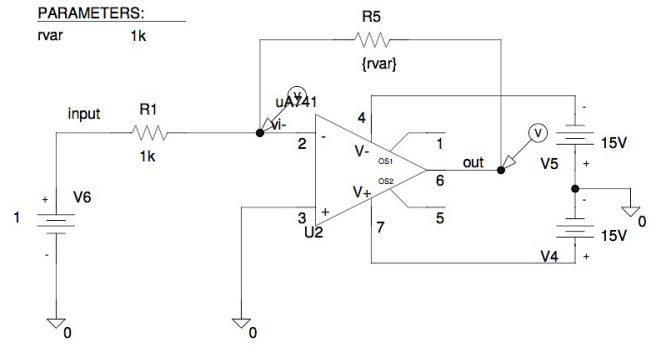 PARAMETERS:
rvar 1k
R5
{rvar}
input
R1
1k
V
uA741
vi-
2
-
4
V-
OS1
1
V
out
6
OS2
V+
3
+
U2
7
5
-
15V
V5
+
-
15V
V4
+
0
+
V6
1
-
0
0